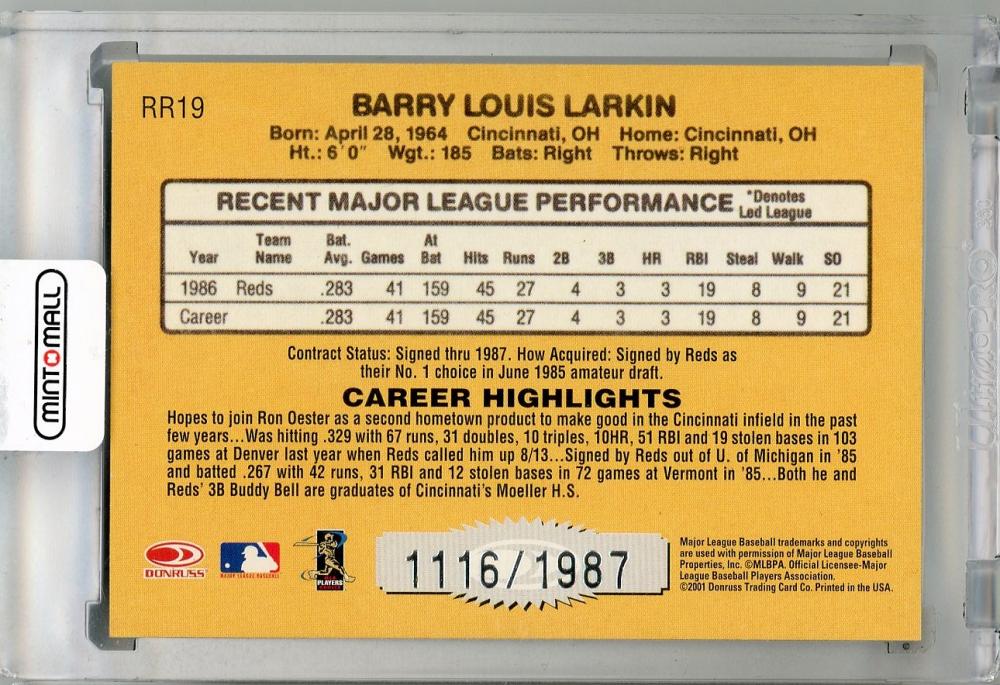 RR19
BARRY LOUIS LARKIN
Born: April 28, 1964 Cincinnati, OH Home: Cincinnati, OH
Ht.: 6'0" Wgt.: 185 Bats: Right Throws: Right
RECENT MAJOR LEAGUE PERFORMANCE *Denotes Led League
Year Team Name Bat. Avg. Games At Bat Hits Runs 2B 3B HR RBI Steal Walk SO
1986 Reds .283 41 159 45 27 4 3 3 19 8 9 21
Career .283 41 159 45 27 4 3 3 19 8 9 21
Contract Status: Signed thru 1987. How Acquired: Signed by Reds as
their No. 1 choice in June 1985 amateur draft.
CAREER HIGHLIGHTS
Hopes to join Ron Oester as a second hometown product to make good in the Cincinnati infield in the past
few years...Was hitting .329 with 67 runs, 31 doubles, 10 triples, 10HR, 51 RBI and 19 stolen bases in 103
games at Denver last year when Reds called him up 8/13...Signed by Reds out of U. of Michigan in '85
and batted .267 with 42 runs, 31 RBI and 12 stolen bases in 72 games at Vermont in '85...Both he and
Reds' 3B Buddy Bell are graduates of Cincinnati's Moeller H.S.
DONRUSS
MAJOR LEAGUE BASEBALL
PLAYERS
1116/1987
Major League Baseball trademarks and copyrights
are used with permission of Major League Baseball
Properties, Inc. ©MLBPA. Official Licensee-Major
League Baseball Players Association.
©2001 Donruss Trading Card Co. Printed in the USA.
MINTOMALL
UltraPRO